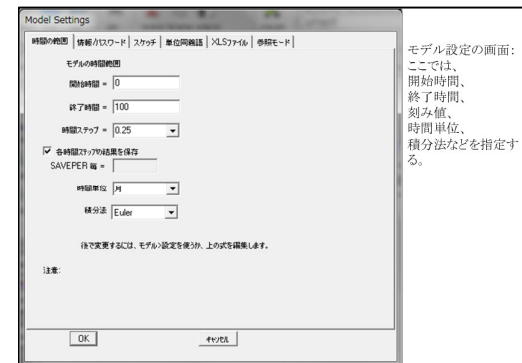 Model Settings
時間の範囲 情報/パスワード スケッチ 単位同義語 XLSファイル 参照モード
モデルの時間範囲
開始時間 = 0
終了時間 = 100
時間ステップ = 0.25
各時間ステップの結果を保存
SAVEPER 毎 =
時間単位 月
積分法 Euler
後で変更するには、モデル>設定を使うか、上の式を編集します。
注意:
OK キャンセル
モデル設定の画面:
ここでは、
開始時間、
終了時間、
刻み値、
時間単位、
積分法などを指定す
る。